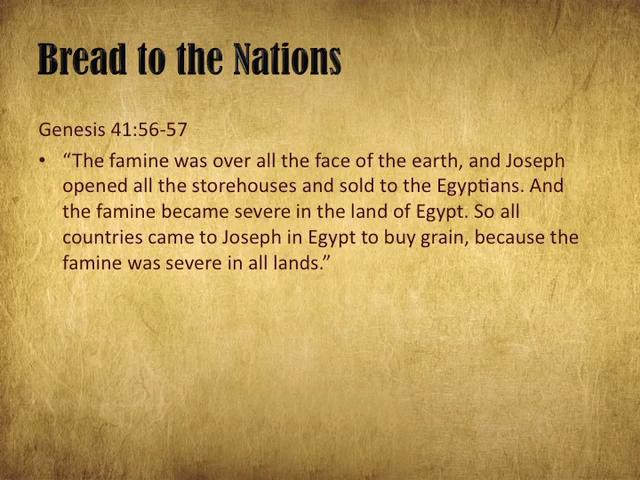 Bread to the Nations
Genesis 41:56-57
• “The famine was over all the face of the earth, and Joseph
opened all the storehouses and sold to the Egyptians. And
the famine became severe in the land of Egypt. So all
countries came to Joseph in Egypt to buy grain, because the
famine was severe in all lands.”